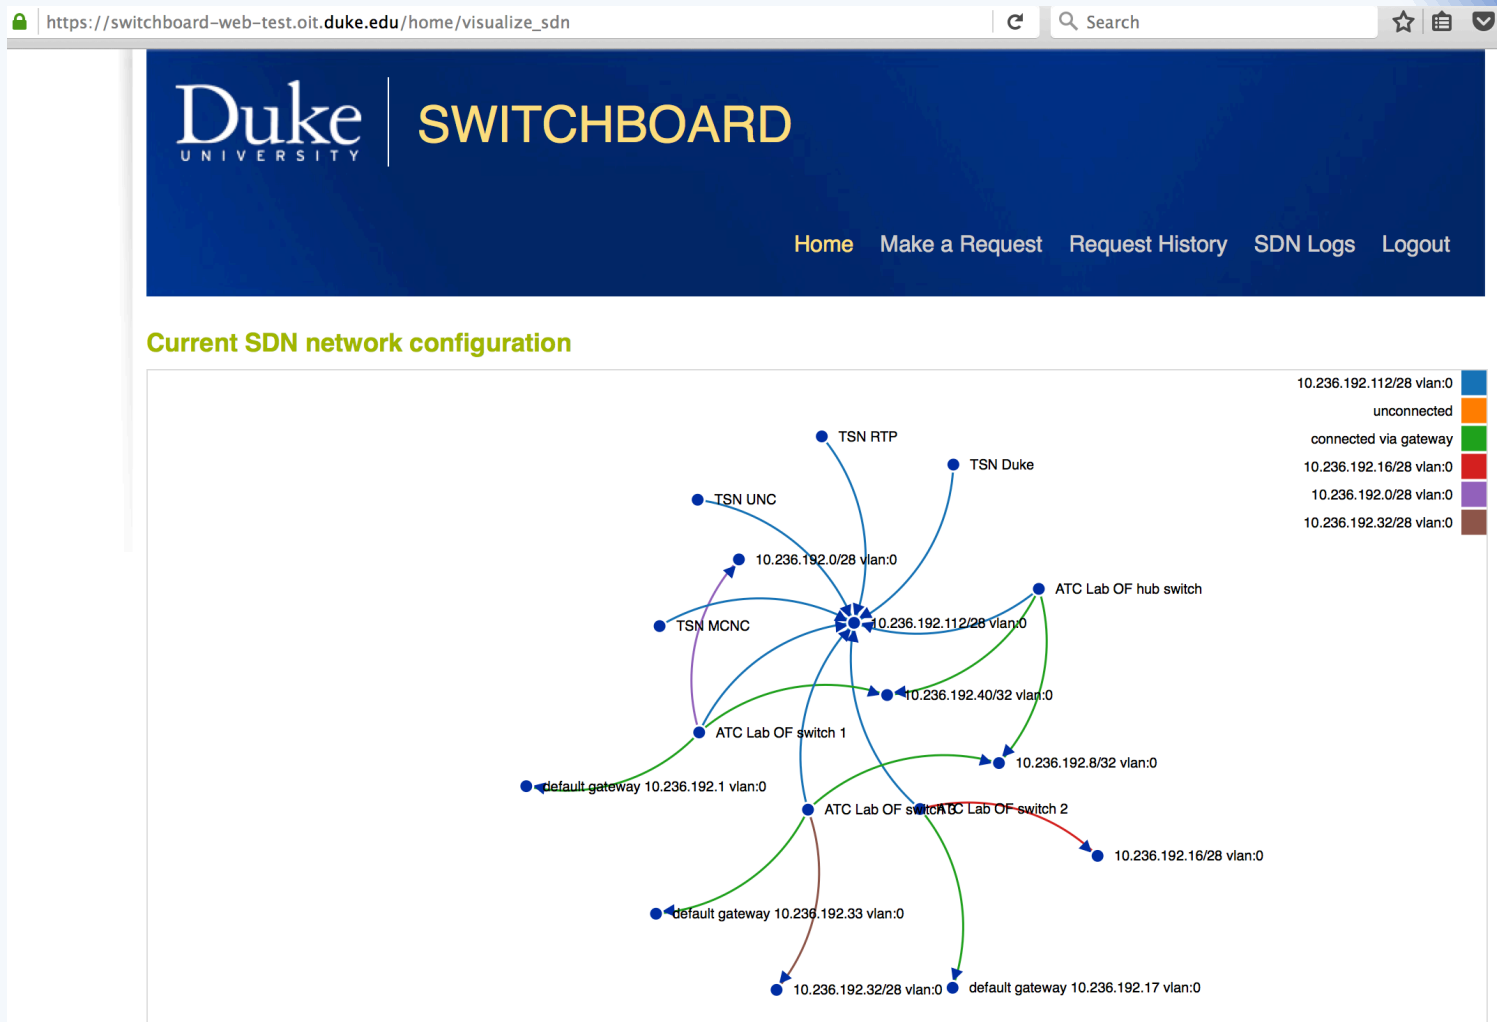 https://switchboard-web-test.oit.duke.edu/home/visualize_sdn
Search
Duke
UNIVERSITY
SWITCHBOARD
Home Make a Request Request History SDN Logs Logout
Current SDN network configuration
10.236.192.112/28 vlan:0
unconnected
connected via gateway
10.236.192.16/28 vlan:0
10.236.192.0/28 vlan:0
10.236.192.32/28 vlan:0
TSN RTP
TSN Duke
TSN UNC
10.236.192.0/28 vlan:0
ATC Lab OF hub switch
TSN MCNC
10.236.192.112/28 vlan:0
10.236.192.40/32 vlan:0
ATC Lab OF switch 1
10.236.192.8/32 vlan:0
default gateway 10.236.192.1 vlan:0
ATC Lab OF switch 3
ATC Lab OF switch 2
10.236.192.16/28 vlan:0
default gateway 10.236.192.33 vlan:0
10.236.192.32/28 vlan:0
default gateway 10.236.192.17 vlan:0